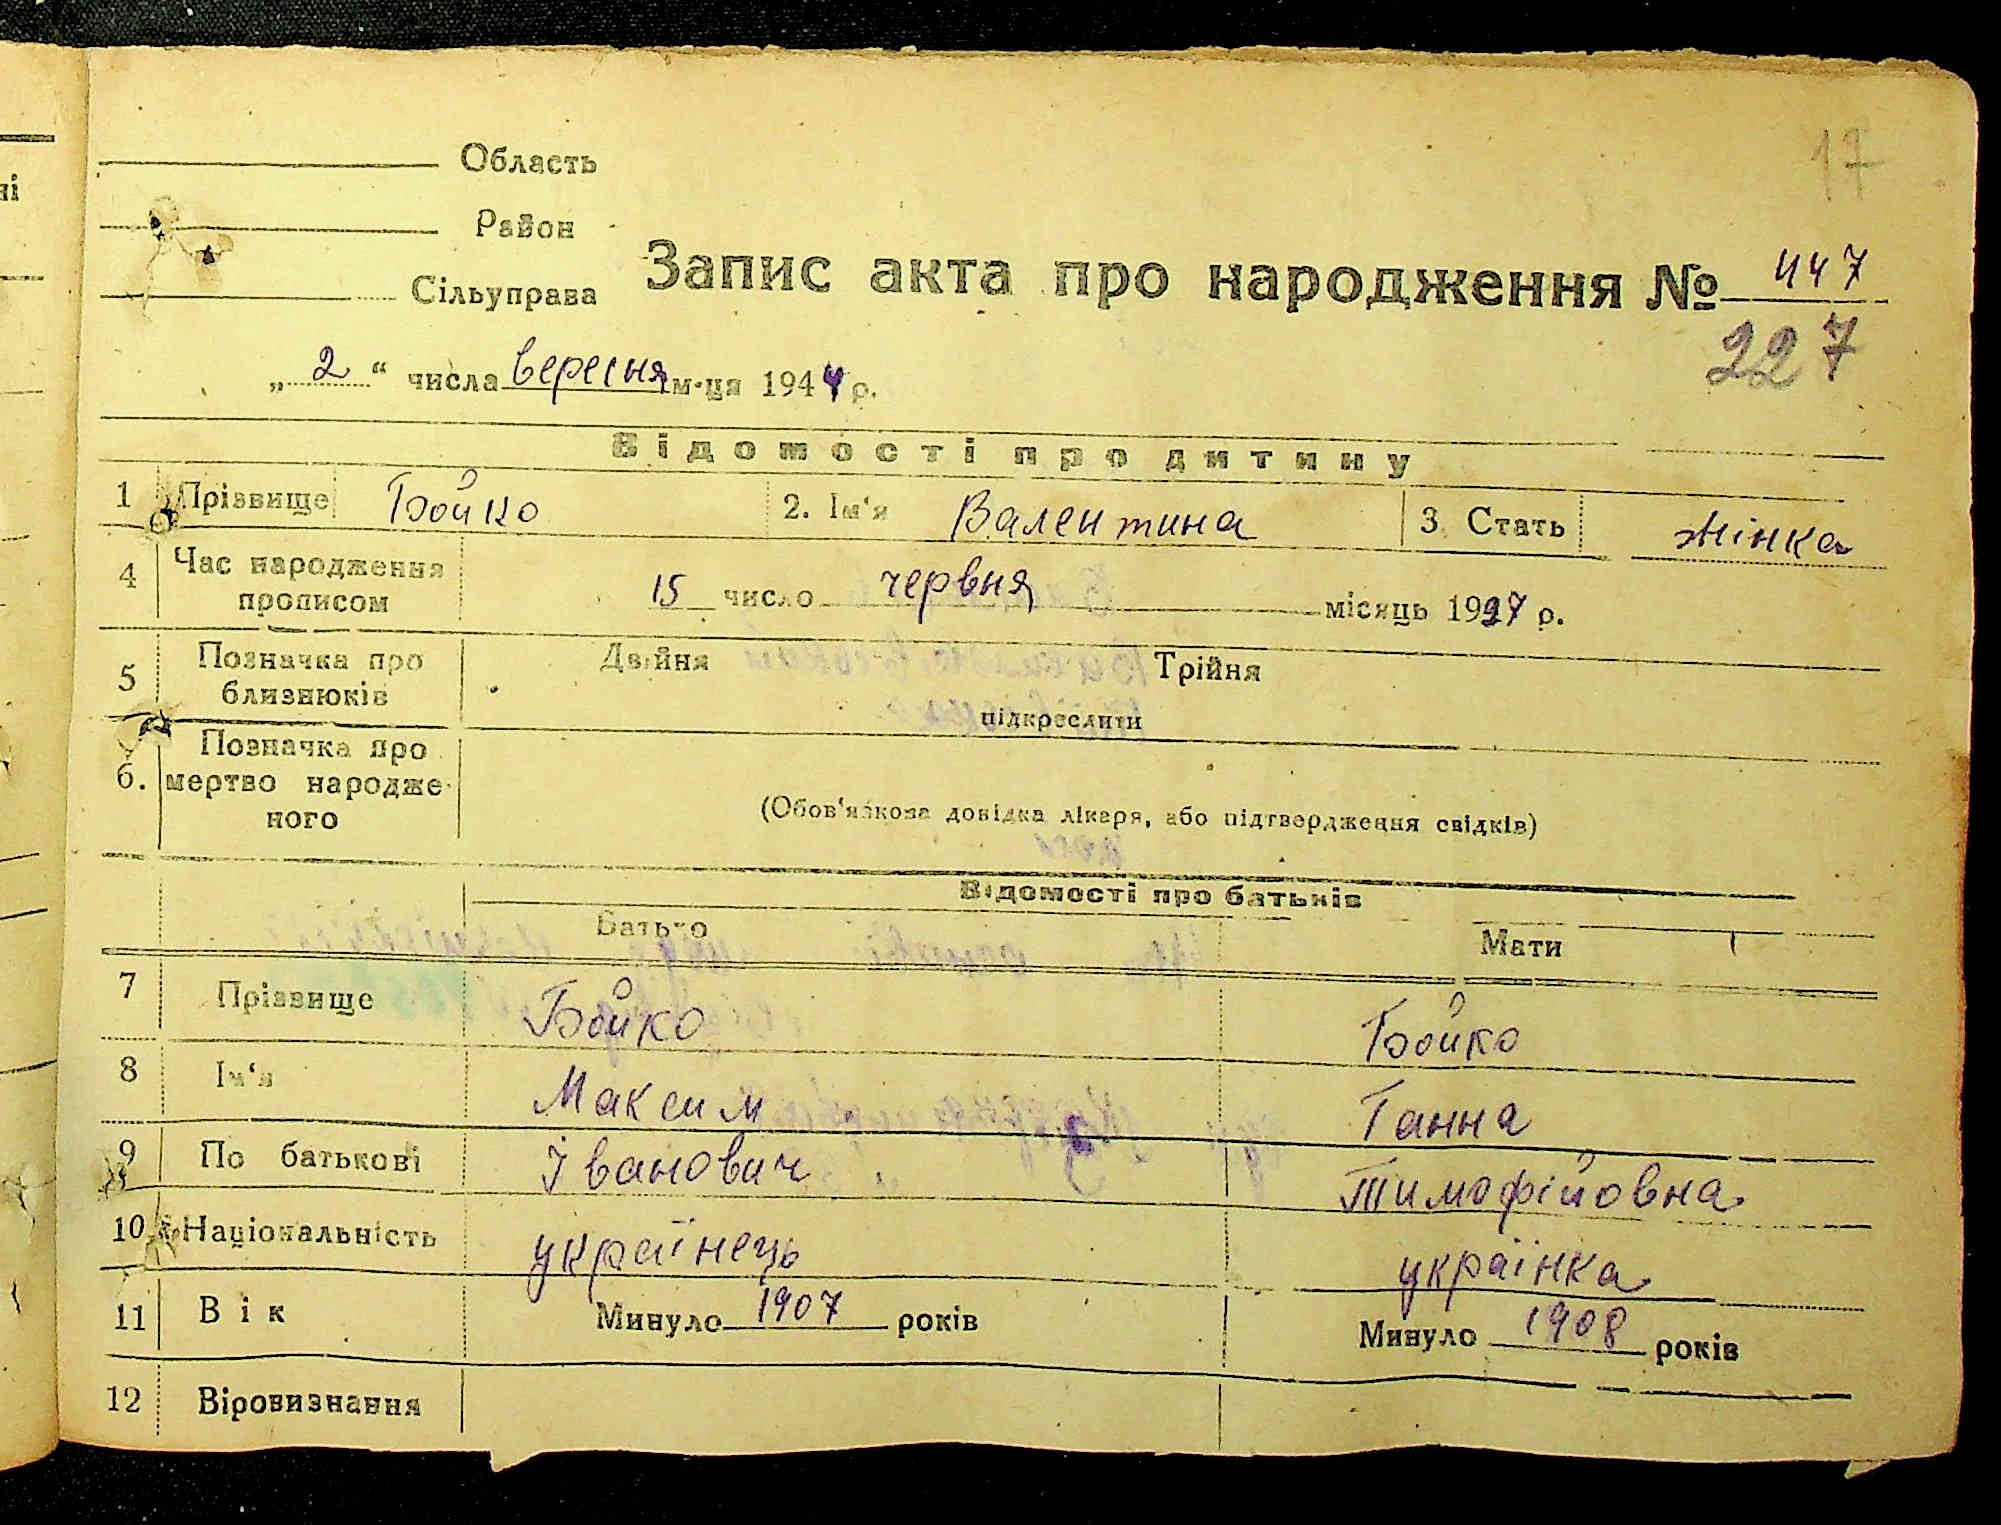 17
Область
Район
Сільуправа
Запис акта про народження № 447
227
„ 2 “ числа вересня м-ця 1944 р.
Відомості про дитину
1 Прізвище Бойко 2. Ім'я Валентина 3 Стать жінка
4 Час народження прописом 15 число червня місяць 1927 р.
5 Позначка про близнюків Двійня Трійня
підкреслити
6. Позначка про мертво народженого
(Обов'язкова довідка лікаря, або підтвердження свідків)
Відомості про батьків
Батько Мати
7 Прізвище Бойко Бойко
8 Ім'я Максим Ганна
9 По батькові Іванович Тимофійовна
10 Національність українець українка
11 Вік Минуло 1907 років Минуло 1908 років
12 Віровизнання